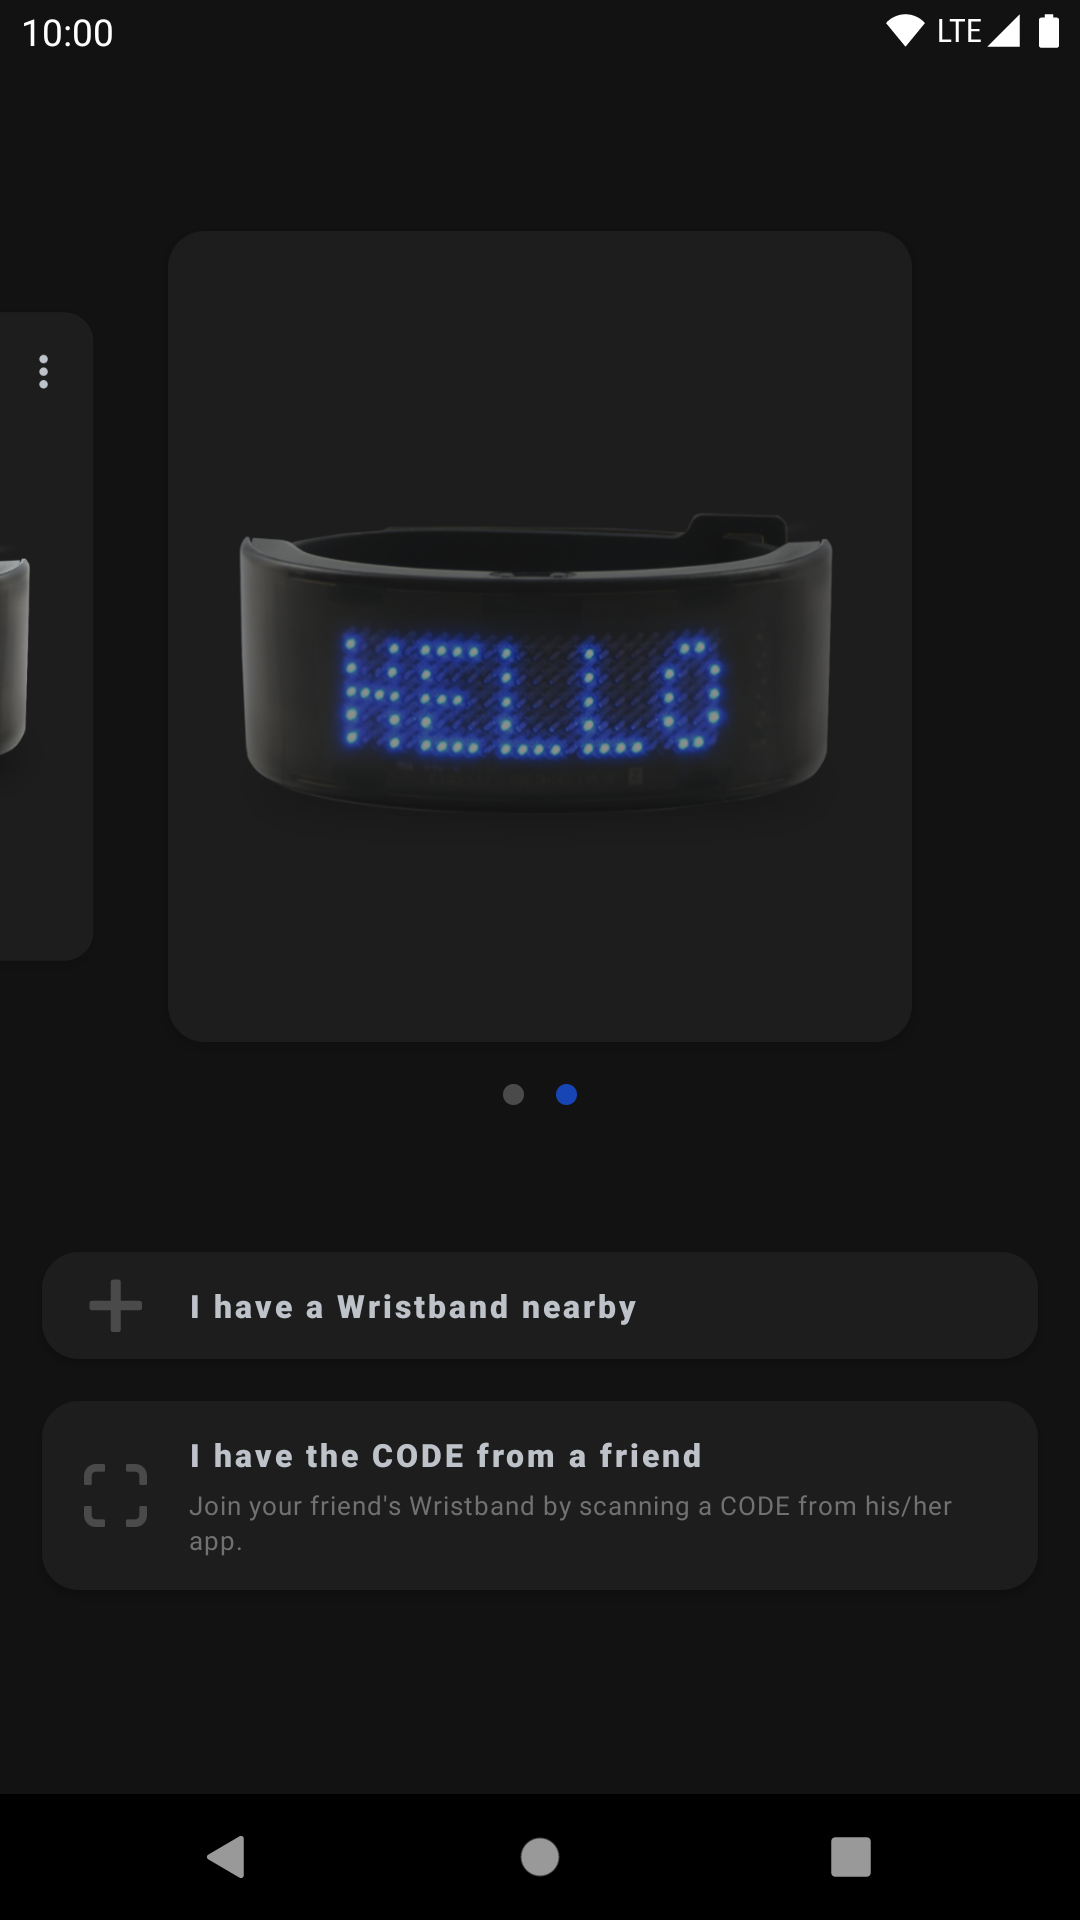 10:00
LTE
HELLO
I have a Wristband nearby
I have the CODE from a friend
Join your friend's Wristband by scanning a CODE from his/her
app.